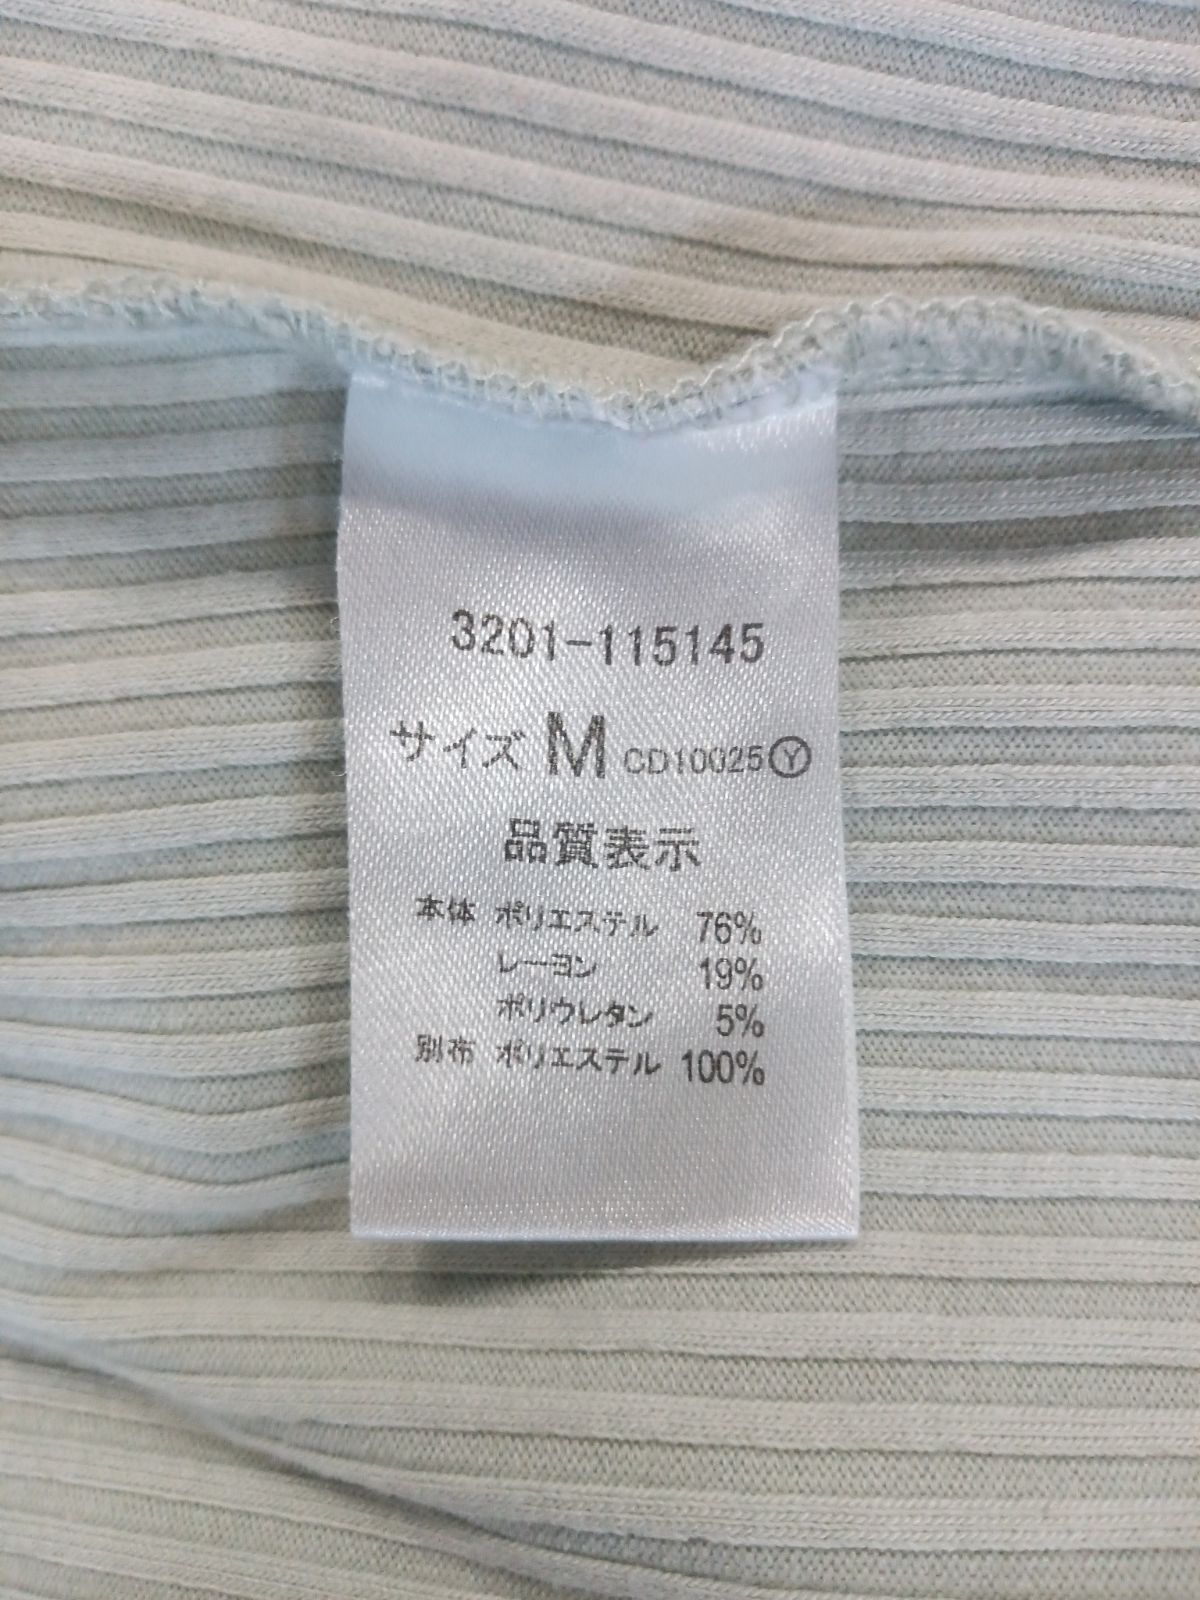 3201-115145
サイズ M CD10025Ⓨ
品質表示
本体 ポリエステル 76%
レーヨン 19%
ポリウレタン 5%
別布 ポリエステル 100%